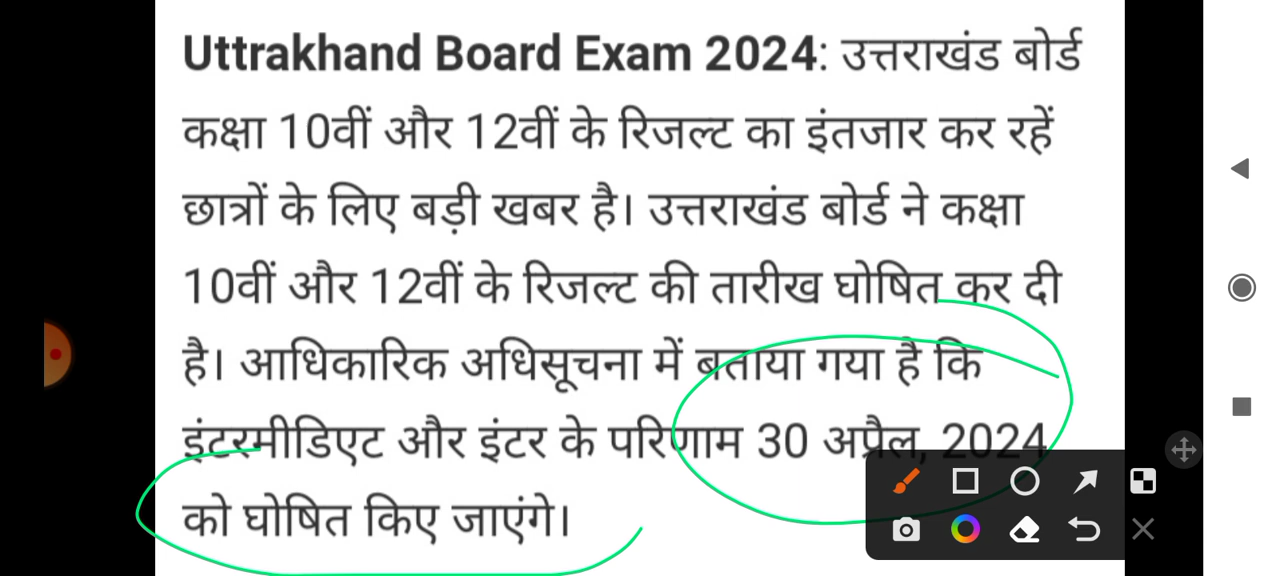 Uttrakhand Board Exam 2024: उत्तराखंड बोर्ड
कक्षा 10वीं और 12वीं के रिजल्ट का इंतजार कर रहें
छात्रों के लिए बड़ी खबर है। उत्तराखंड बोर्ड ने कक्षा
10वीं और 12वीं के रिजल्ट की तारीख घोषित कर दी
है। आधिकारिक अधिसूचना में बताया गया है कि
इंटरमीडिएट और इंटर के परिणाम 30 अप्रैल, 2024
को घोषित किए जाएंगे।